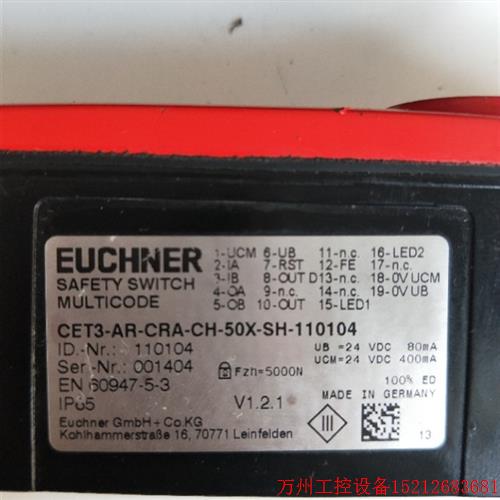 EUCHNER
SAFETY SWITCH
MULTICODE
1-UCM 6-UB 11-n.c. 16-LED2
2-IA 7-RST 12-FE 17-n.c.
3-IB 8-OUT D 13-n.c. 18-0V UCM
4-OA 9-n.c. 14-n.c. 19-0V UB
5-OB 10-OUT 15-LED1
CET3-AR-CRA-CH-50X-SH-110104
ID.-Nr.: 110104
UB =24 VDC 80mA
Ser.-Nr.: 001404
Fzh=5000N
UCM=24 VDC 400mA
EN 60947-5-3
100% ED
IP65 V1.2.1
MADE IN GERMANY
Euchner GmbH+Co.KG
Kohlhammerstraße 16, 70771 Leinfelden
III
13
万州工控设备15212683681